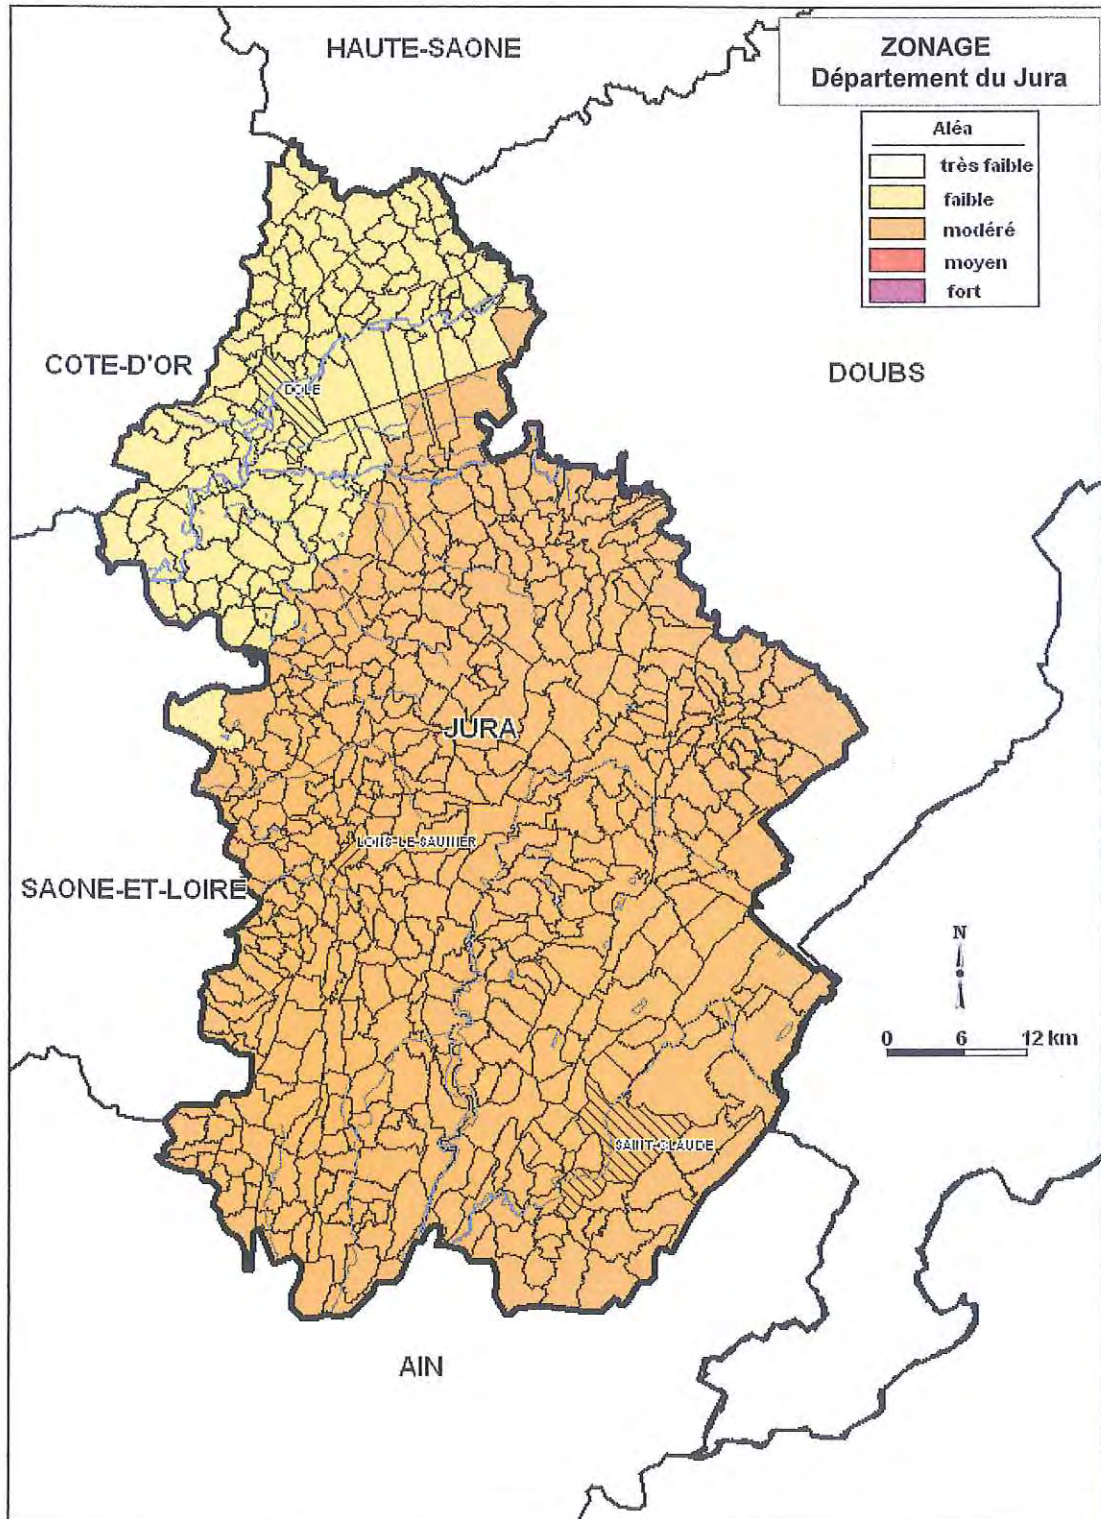 ZONAGE
Département du Jura
Aléa
très faible
faible
modéré
moyen
fort
HAUTE-SAONE
COTE-D'OR
DOUBS
DOLE
JURA
LONS-LE-SAUNIER
SAONE-ET-LOIRE
N
0 6 12 km
SAINT-CLAUDE
AIN